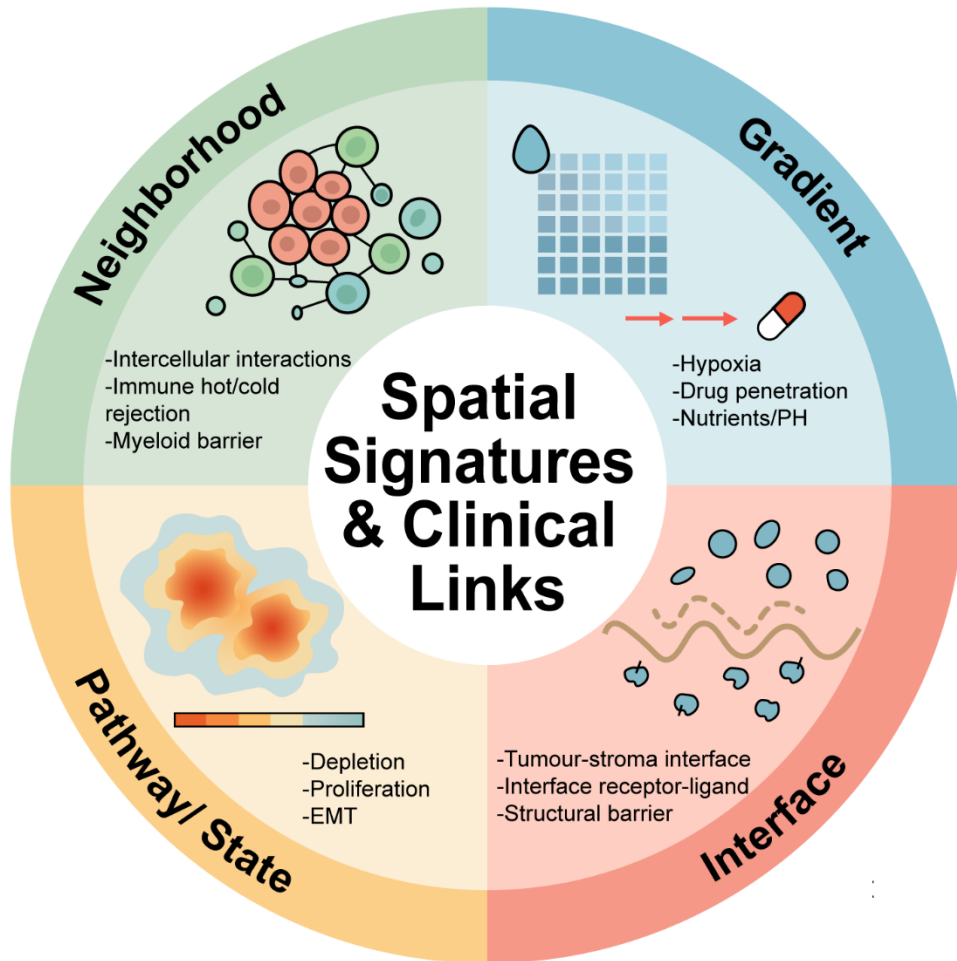 Neighborhood
-Intercellular interactions
-Immune hot/cold
rejection
-Myeloid barrier
Gradient
-Hypoxia
-Drug penetration
-Nutrients/PH
Spatial
Signatures
& Clinical
Links
Pathway/ State
-Depletion
-Proliferation
-EMT
-Tumour-stroma interface
-Interface receptor-ligand
-Structural barrier
Interface
: